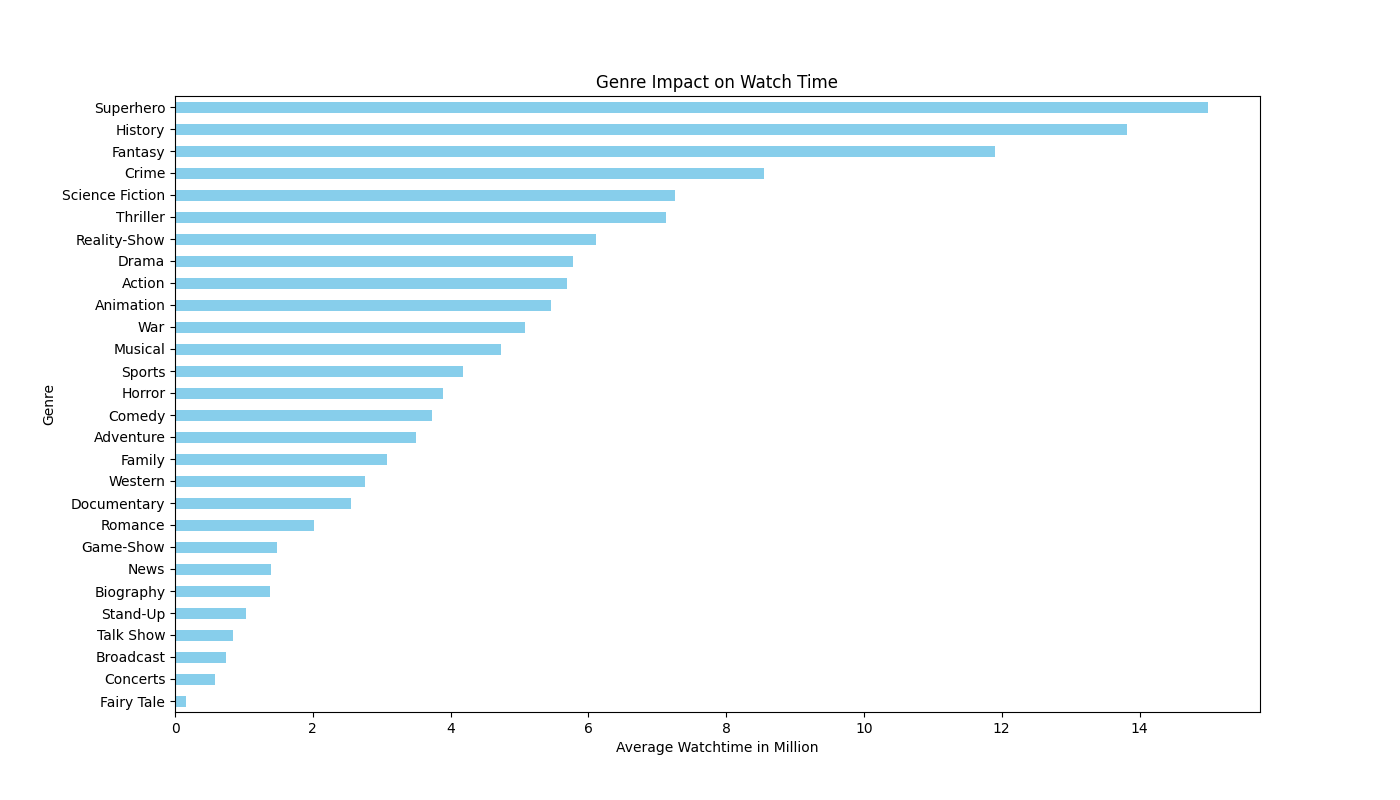 Genre Impact on Watch Time
Superhero
History
Fantasy
Crime
Science Fiction
Thriller
Reality-Show
Drama
Action
Animation
War
Musical
Sports
Horror
Comedy
Adventure
Family
Western
Documentary
Romance
Game-Show
News
Biography
Stand-Up
Talk Show
Broadcast
Concerts
Fairy Tale
Genre
0 2 4 6 8 10 12 14
Average Watchtime in Million